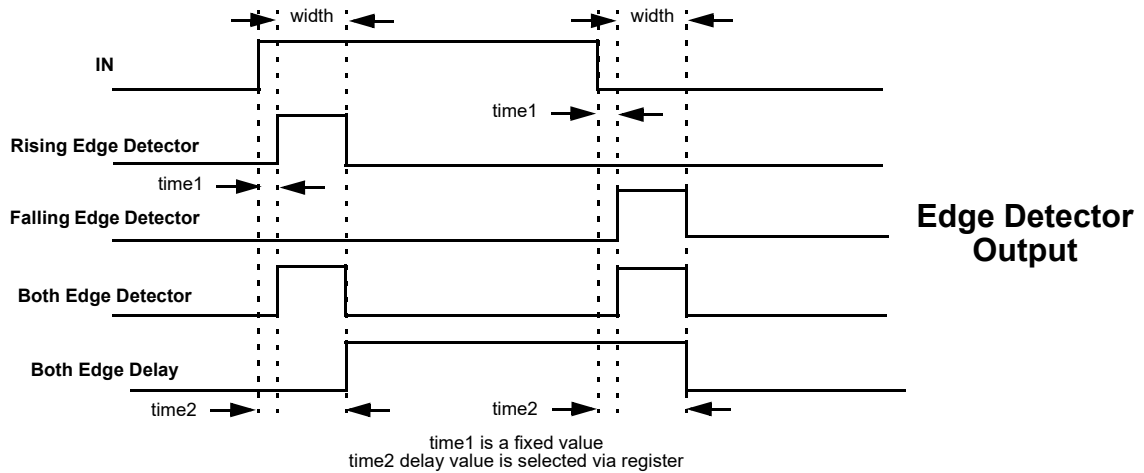 width
width
IN
time1
Rising Edge Detector
time1
Falling Edge Detector
Edge Detector
Output
Both Edge Detector
Both Edge Delay
time2
time2
time1 is a fixed value
time2 delay value is selected via register